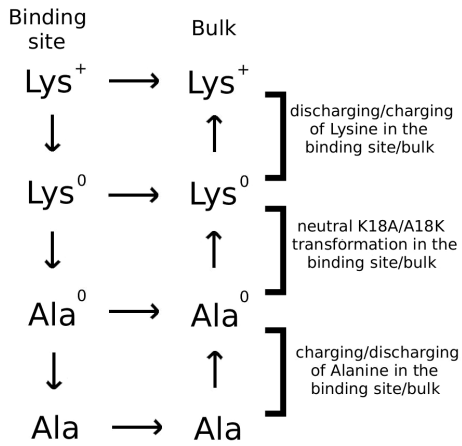 Binding
site
Bulk
Lys+
Lys+
discharging/charging
of Lysine in the
binding site/bulk
Lys0
Lys0
neutral K18A/A18K
transformation in the
binding site/bulk
Ala0
Ala0
charging/discharging
of Alanine in the
binding site/bulk
Ala
Ala